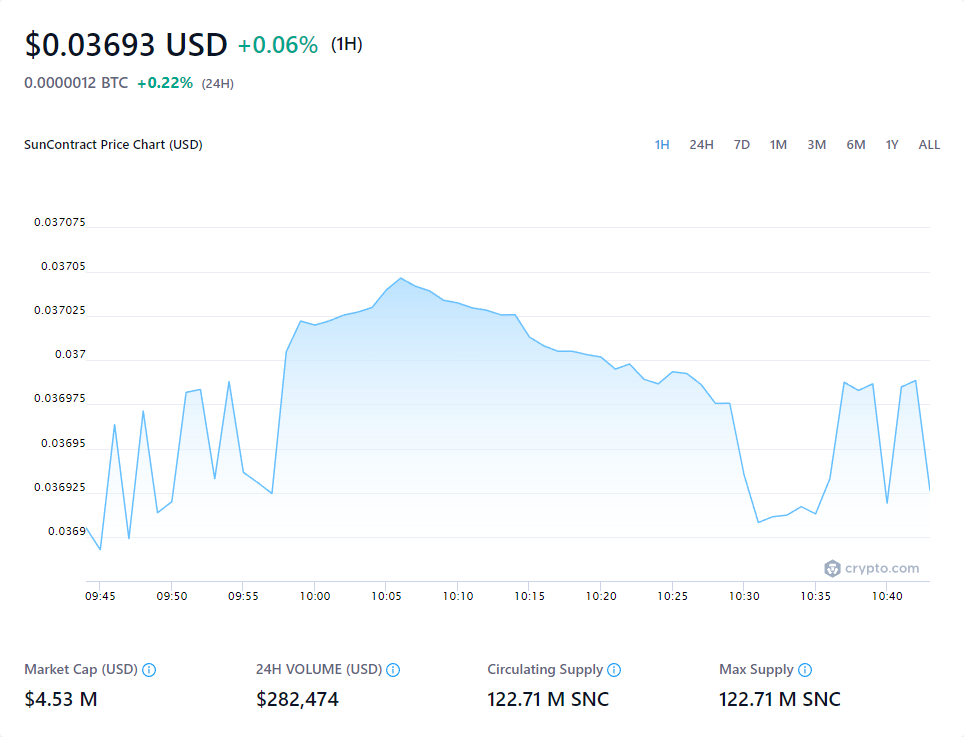 $0.03693 USD +0.06% (1H)
0.0000012 BTC +0.22% (24H)
SunContract Price Chart (USD) 1H 24H 7D 1M 3M 6M 1Y ALL
0.037075
0.03705
0.037025
0.037
0.036975
0.03695
0.036925
0.0369
crypto.com
09:45 09:50 09:55 10:00 10:05 10:10 10:15 10:20 10:25 10:30 10:35 10:40
Market Cap (USD) 24H VOLUME (USD) Circulating Supply Max Supply
$4.53 M $282,474 122.71 M SNC 122.71 M SNC